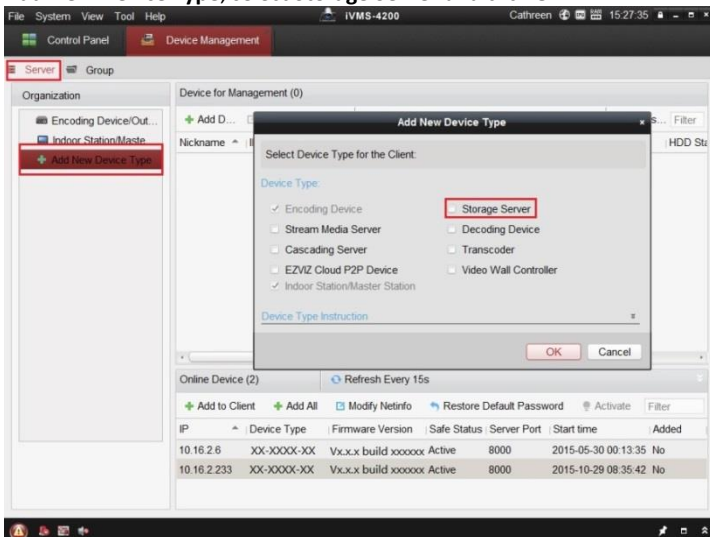 File System View Tool Help iVMS-4200 Cathreen 15:27:35
Control Panel Device Management
Server Group
Organization Device for Management (0)
Encoding Device/Out... Add D... Filter
Indoor Station/Maste... Nickname HDD Sta
Add New Device Type
Add New Device Type
Select Device Type for the Client:
Device Type:
Encoding Device Storage Server
Stream Media Server Decoding Device
Cascading Server Transcoder
EZVIZ Cloud P2P Device Video Wall Controller
Indoor Station/Master Station
Device Type Instruction
OK Cancel
Online Device (2) Refresh Every 15s
Add to Client Add All Modify Netinfo Restore Default Password Activate Filter
IP Device Type Firmware Version Safe Status Server Port Start time Added
10.16.2.6 XX-XXXX-XX Vx.x.x build xxxxxx Active 8000 2015-05-30 00:13:35 No
10.16.2.233 XX-XXXX-XX Vx.x.x build xxxxxx Active 8000 2015-10-29 08:35:42 No